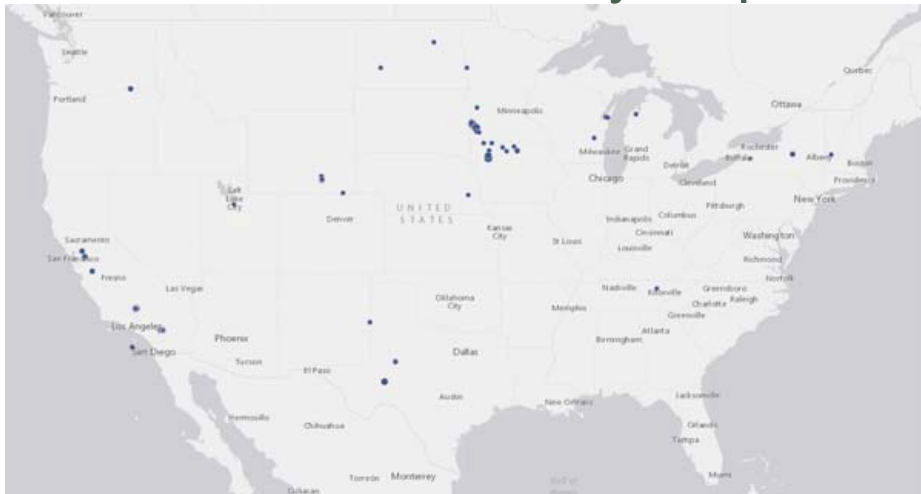 Vancouver
Seattle
Portland
Quebec
Ottawa
Minneapolis
Rochester
Milwaukee
Grand
Rapids
Detroit
Buffalo
Albany
Boston
Providence
Chicago
Cleveland
New York
Salt
Lake
City
Denver
UNITED
STATES
Pittsburgh
Indianapolis
Columbus
Kansas
City
Cincinnati
Washington
St Louis
Louisville
Sacramento
San Francisco
Richmond
Fresno
Norfolk
Las Vegas
Nashville
Knoxville
Greensboro
Oklahoma
City
Memphis
Charlotte
Raleigh
Greenville
Los Angeles
Phoenix
Atlanta
Birmingham
San Diego
Dallas
Tucson
El Paso
Austin
Jacksonville
New Orleans
Hermosillo
Chihuahua
Orlando
Tampa
Torreón
Monterrey
Miami
Culiacan
Gulf of